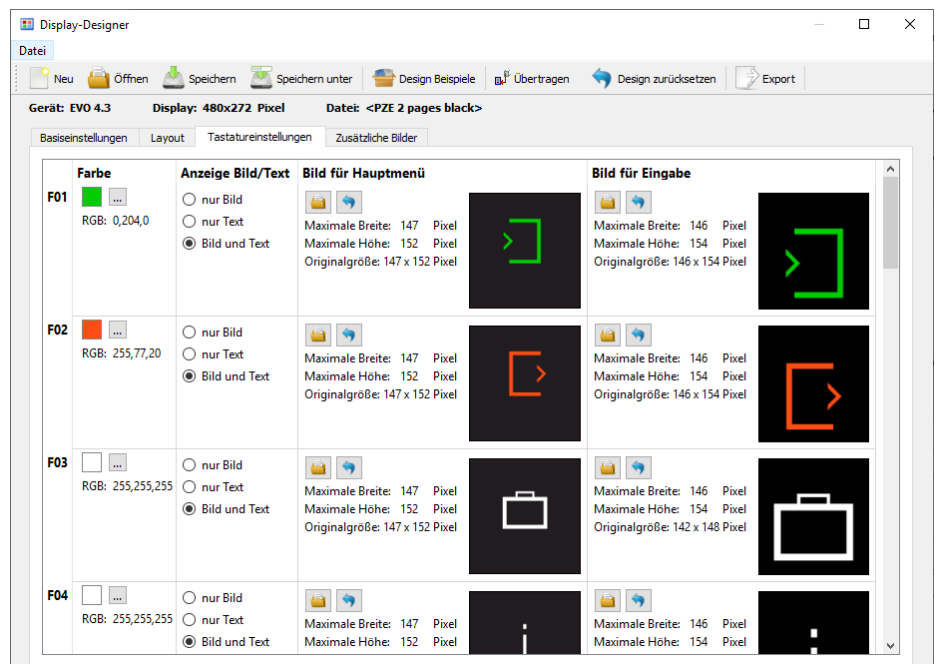 Display-Designer
Datei
Neu Öffnen Speichern Speichern unter Design Beispiele Übertragen Design zurücksetzen Export
Gerät: EVO 4.3 Display: 480x272 Pixel Datei: <PZE 2 pages black>
Basiseinstellungen Layout Tastatureinstellungen Zusätzliche Bilder
Farbe Anzeige Bild/Text Bild für Hauptmenü Bild für Eingabe
F01 ... nur Bild
RGB: 0,204,0 nur Text Maximale Breite: 147 Pixel Maximale Breite: 146 Pixel
Bild und Text Maximale Höhe: 152 Pixel Maximale Höhe: 154 Pixel
Originalgröße: 147 x 152 Pixel Originalgröße: 146 x 154 Pixel
F02 ... nur Bild
RGB: 255,77,20 nur Text Maximale Breite: 147 Pixel Maximale Breite: 146 Pixel
Bild und Text Maximale Höhe: 152 Pixel Maximale Höhe: 154 Pixel
Originalgröße: 147 x 152 Pixel Originalgröße: 146 x 154 Pixel
F03 ... nur Bild
RGB: 255,255,255 nur Text Maximale Breite: 147 Pixel Maximale Breite: 146 Pixel
Bild und Text Maximale Höhe: 152 Pixel Maximale Höhe: 154 Pixel
Originalgröße: 147 x 152 Pixel Originalgröße: 142 x 148 Pixel
F04 ... nur Bild
RGB: 255,255,255 nur Text Maximale Breite: 147 Pixel Maximale Breite: 146 Pixel
Bild und Text Maximale Höhe: 152 Pixel Maximale Höhe: 154 Pixel